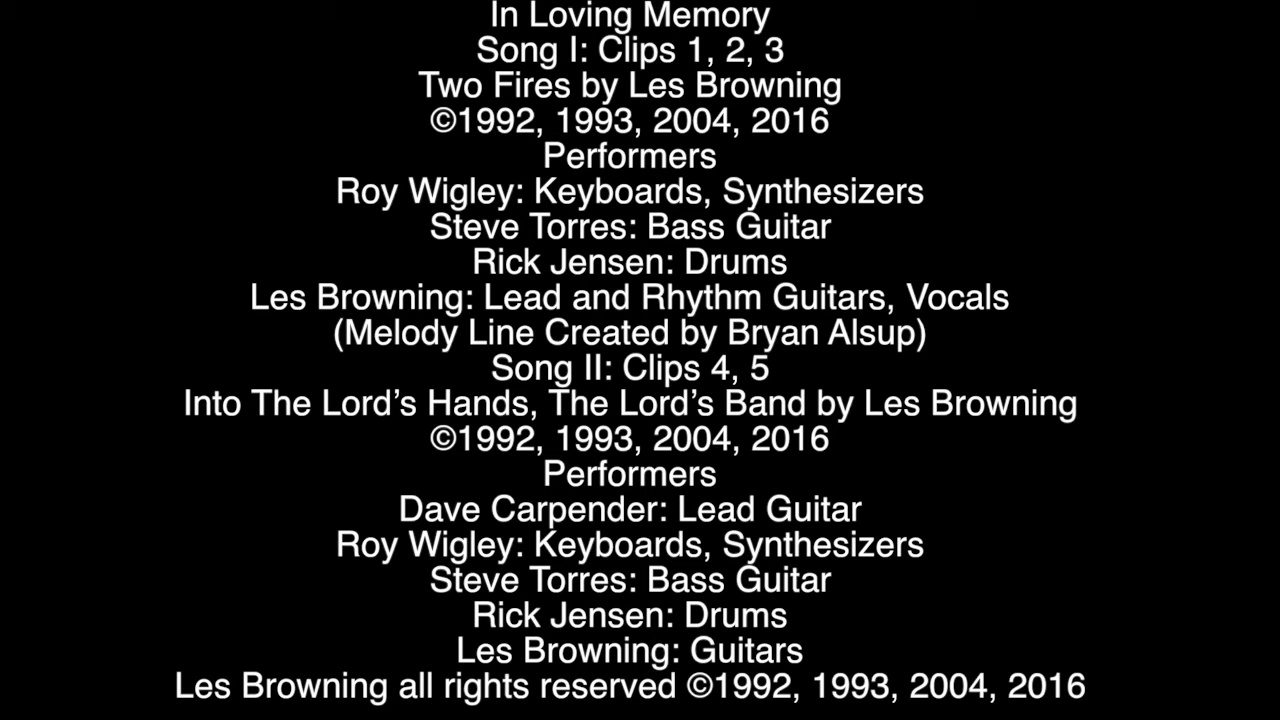 In Loving Memory
Song I: Clips 1, 2, 3
Two Fires by Les Browning
©1992, 1993, 2004, 2016
Performers
Roy Wigley: Keyboards, Synthesizers
Steve Torres: Bass Guitar
Rick Jensen: Drums
Les Browning: Lead and Rhythm Guitars, Vocals
(Melody Line Created by Bryan Alsup)
Song II: Clips 4, 5
Into The Lord’s Hands, The Lord’s Band by Les Browning
©1992, 1993, 2004, 2016
Performers
Dave Carpender: Lead Guitar
Roy Wigley: Keyboards, Synthesizers
Steve Torres: Bass Guitar
Rick Jensen: Drums
Les Browning: Guitars
Les Browning all rights reserved ©1992, 1993, 2004, 2016